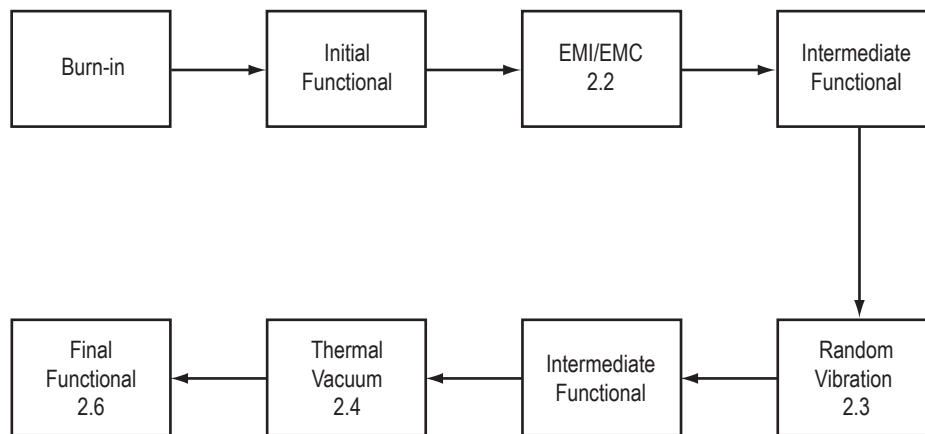 Burn-in
Initial
Functional
EMI/EMC
2.2
Intermediate
Functional
Random
Vibration
2.3
Intermediate
Functional
Thermal
Vacuum
2.4
Final
Functional
2.6